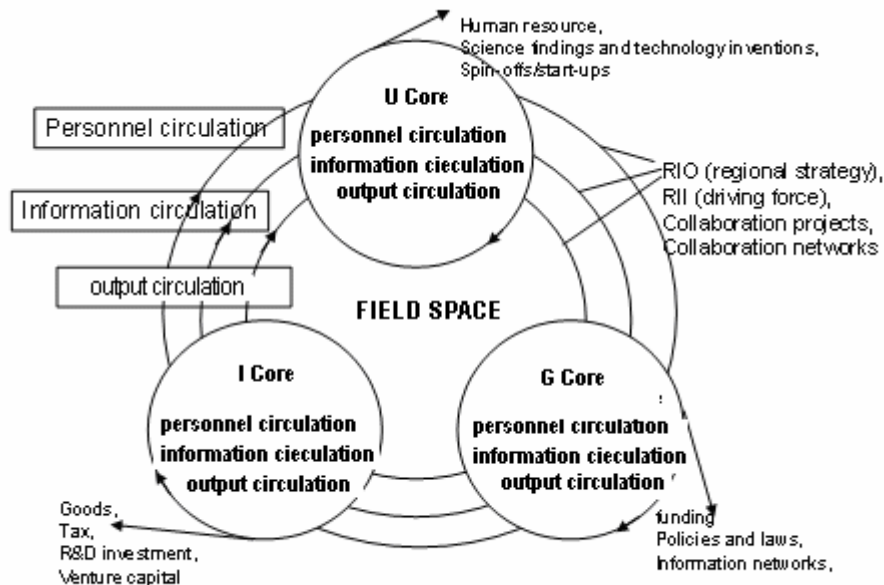 Human resource,
Science findings and technology inventions,
Spin-offs/start-ups
U Core
personnel circulation
information cieculation
output circulation
Personnel circulation
Information circulation
output circulation
RIO (regional strategy),
RII (driving force),
Collaboration projects,
Collaboration networks
FIELD SPACE
I Core
personnel circulation
information cieculation
output circulation
G Core
personnel circulation
information cieculation
output circulation
Goods,
Tax,
R&D investment,
Venture capital
funding
Policies and laws,
Information networks,